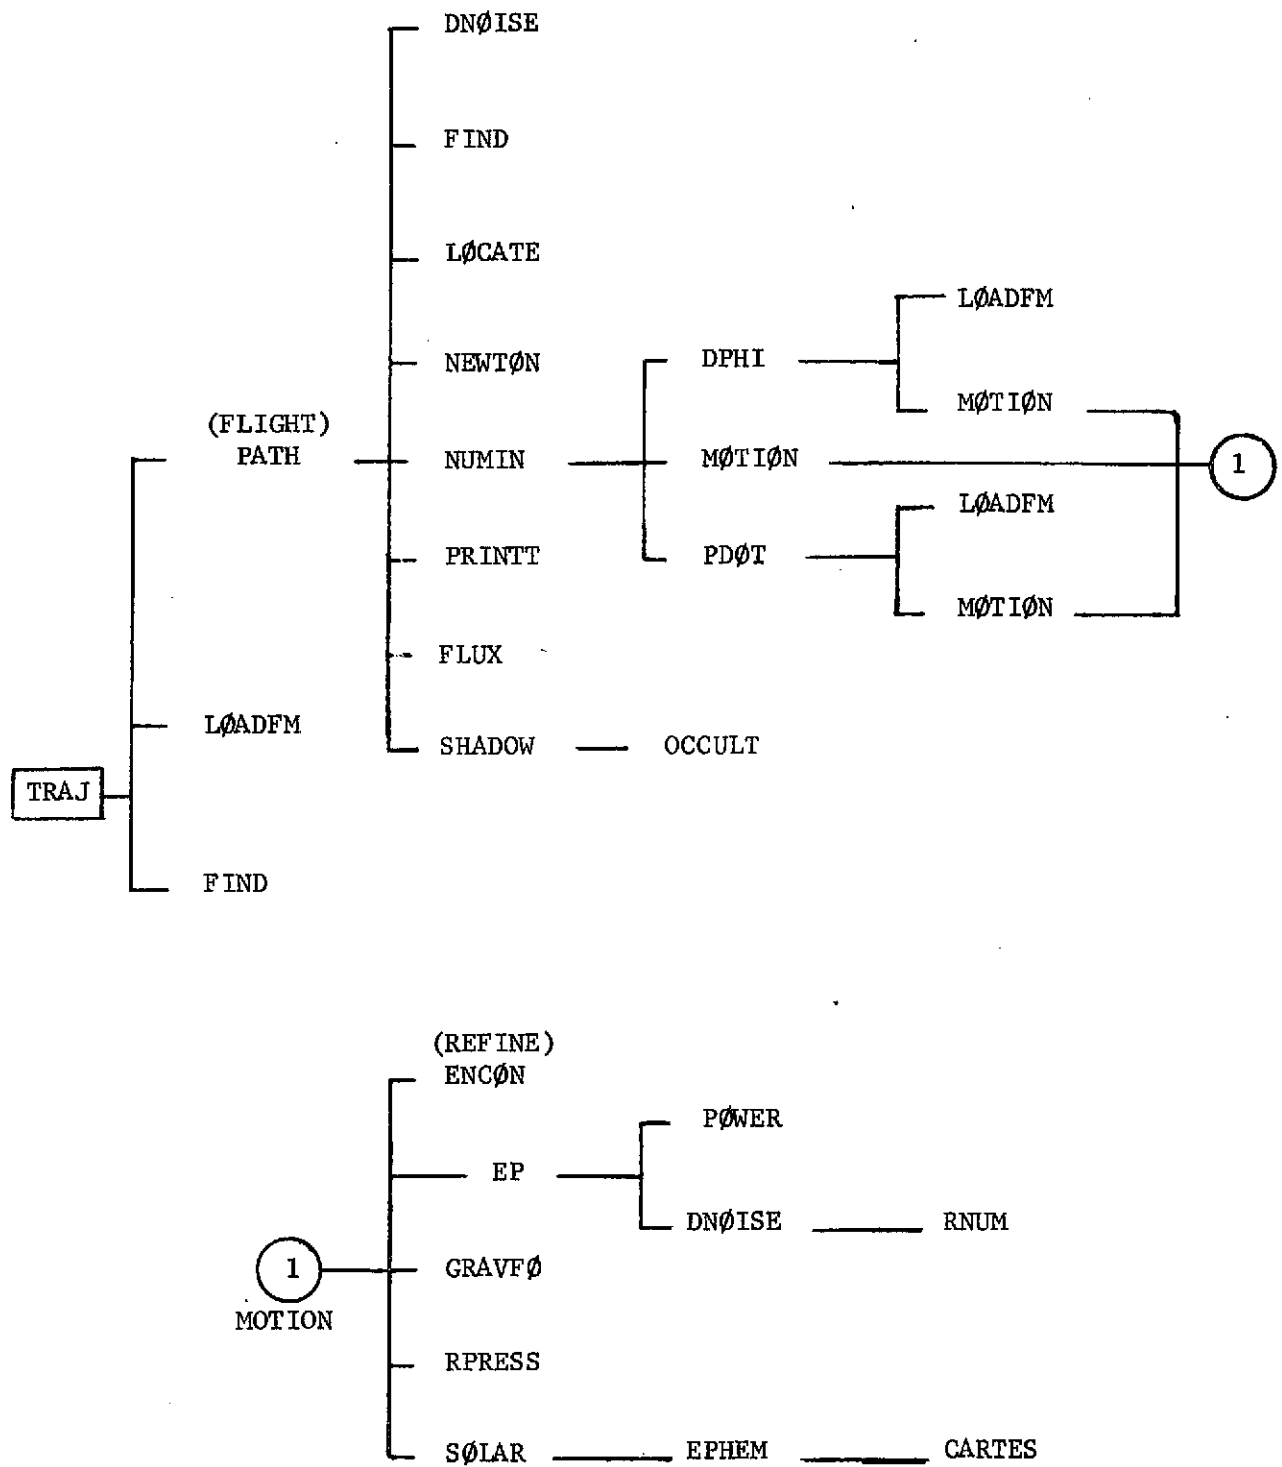 DNØISE
FIND
LØCATE
LØADFM
NEWTØN
DPHI
MØTIØN
(FLIGHT)
PATH
NUMIN
MØTIØN
1
LØADFM
PRINTT
PDØT
MØTIØN
FLUX
LØADFM
SHADOW
OCCULT
TRAJ
FIND
(REFINE)
ENCØN
PØWER
EP
DNØISE
RNUM
1
GRAVFØ
MOTION
RPRESS
SØLAR
EPHEM
CARTES